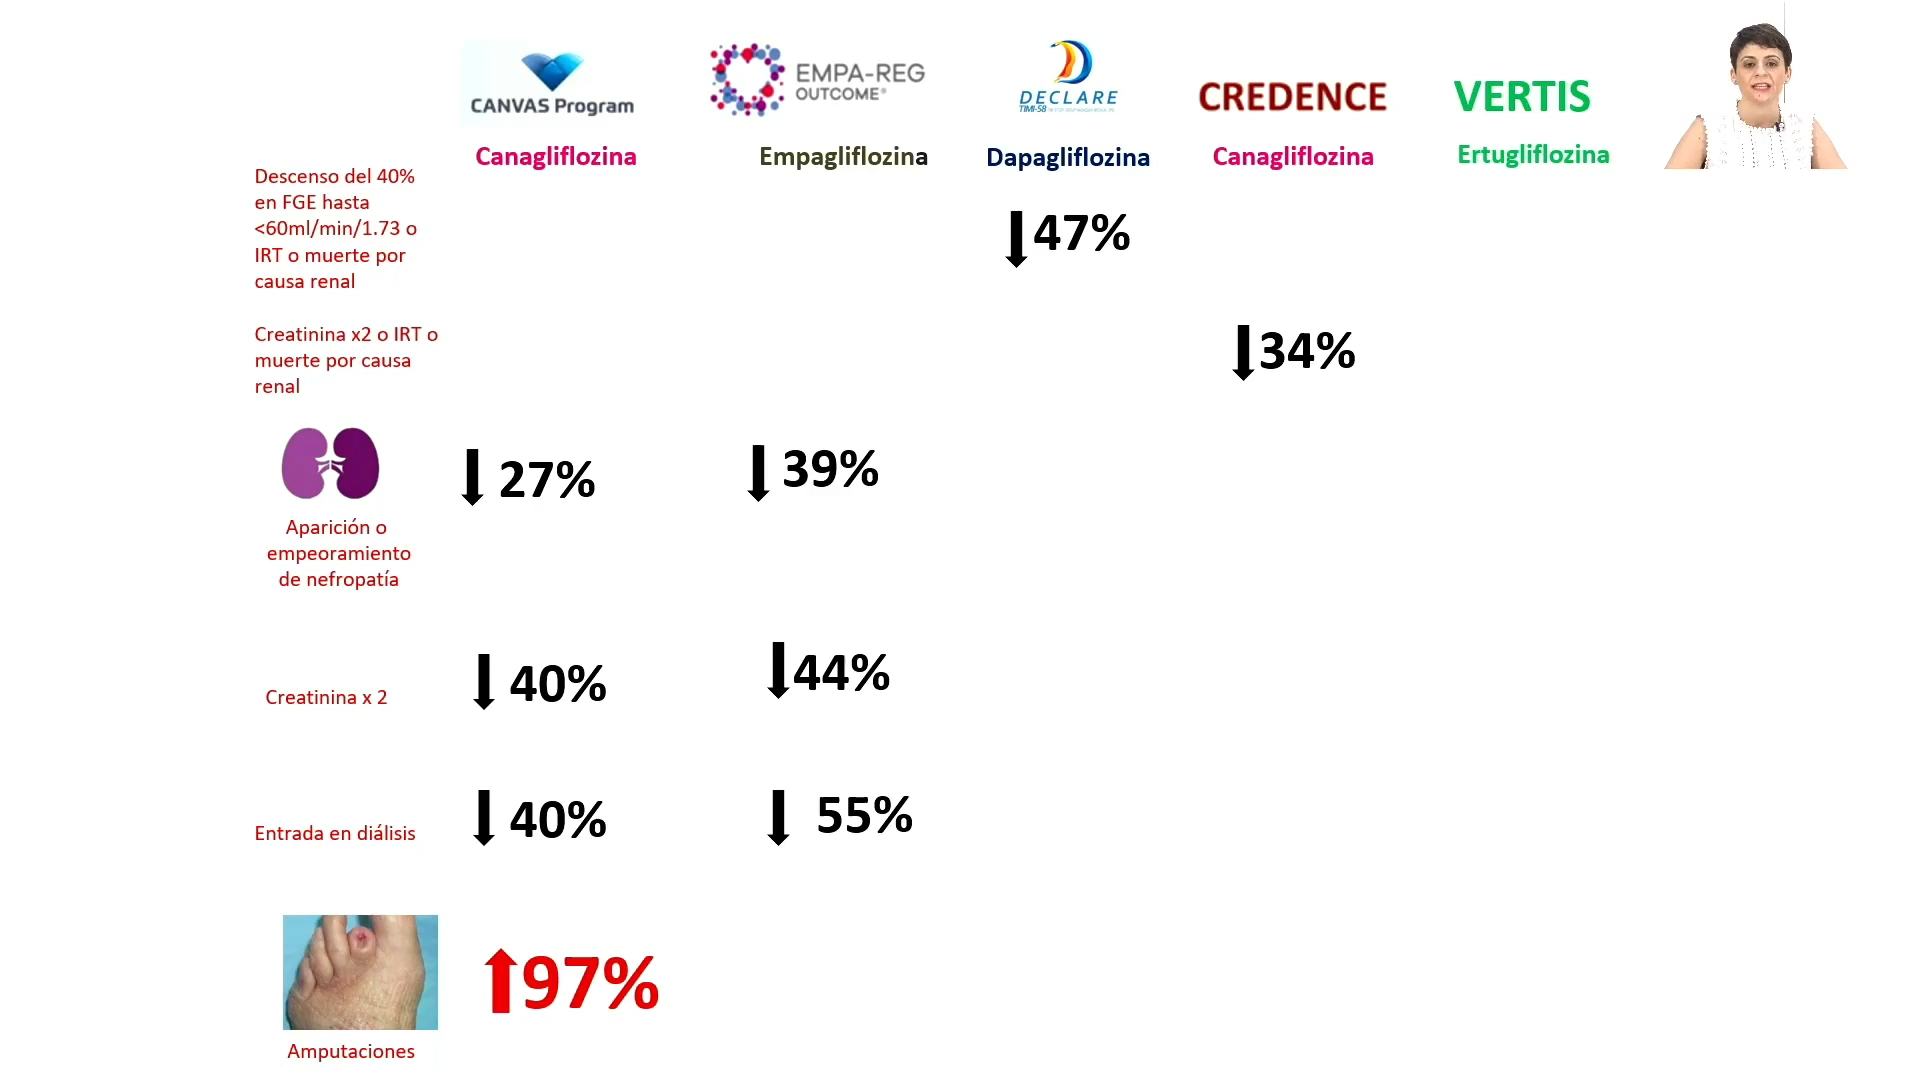 CANVAS Program
EMPA-REG
OUTCOME®
DECLARE
TIMI-58
CREDENCE
VERTIS
Canagliflozina
Empagliflozina
Dapagliflozina
Canagliflozina
Ertugliflozina
Descenso del 40%
en FGE hasta
<60ml/min/1.73 o
IRT o muerte por
causa renal
47%
Creatinina x2 o IRT o
muerte por causa
renal
34%
27%
39%
Aparición o
empeoramiento
de nefropatía
Creatinina x 2
40%
44%
Entrada en diálisis
40%
55%
97%
Amputaciones